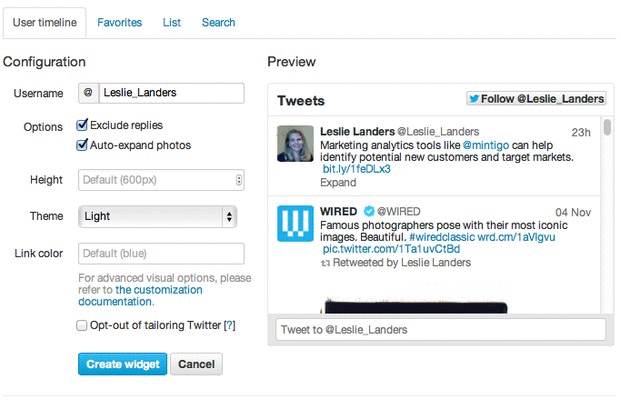 User timeline
Favorites
List
Search
Configuration
Username
@
Leslie_Landers
Options
Exclude replies
Auto-expand photos
Height
Default (600px)
Theme
Light
Link color
Default (blue)
For advanced visual options, please
refer to the customization
documentation.
Opt-out of tailoring Twitter [?]
Create widget
Cancel
Preview
Tweets
Follow @Leslie_Landers
Leslie Landers @Leslie_Landers
23h
Marketing analytics tools like @mintigo can help
identify potential new customers and target markets.
bit.ly/1feDLx3
Expand
WIRED @WIRED
04 Nov
Famous photographers pose with their most iconic
images. Beautiful. #wiredclassic wrd.cm/1aVlgvu
pic.twitter.com/1Ta1uvCtBd
Retweeted by Leslie Landers
Tweet to @Leslie_Landers